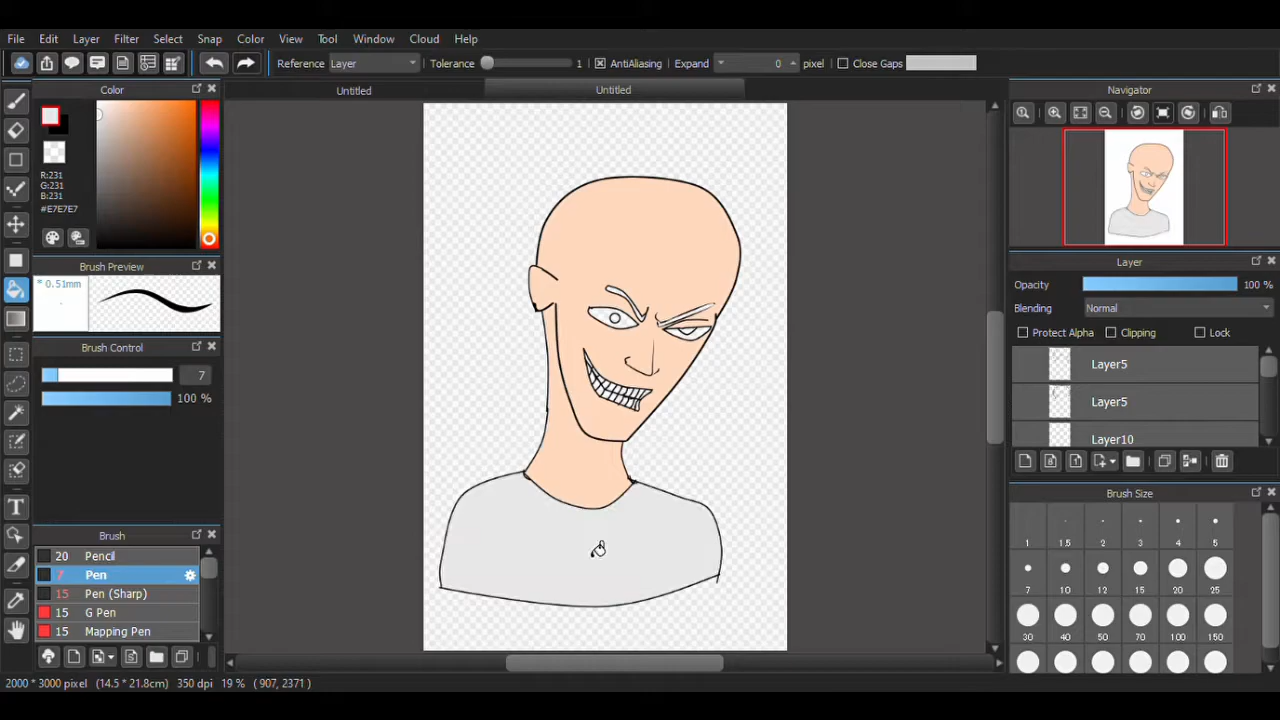 File Edit Layer Filter Select Snap Color View Tool Window Cloud Help
Reference Layer Tolerance 1 AntiAliasing Expand 0 pixel Close Gaps
Color
Untitled
Untitled
Navigator
R:231
G:231
B:231
#E7E7E7
Brush Preview
* 0.51mm
Brush Control
7
100 %
Layer
Opacity 100 %
Blending Normal
Protect Alpha Clipping Lock
Layer5
Layer5
Layer10
Brush Size
1 1.5 2 3 4 5
7 10 12 15 20 25
30 40 50 70 100 150
Brush
20 Pencil
7 Pen
15 Pen (Sharp)
15 G Pen
15 Mapping Pen
2000 * 3000 pixel (14.5 * 21.8cm) 350 dpi 19 % ( 907, 2371 )